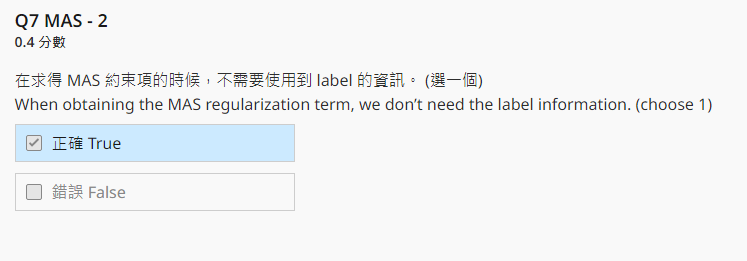 Q7 MAS - 2
0.4 分數
在求得 MAS 約束項的時候，不需要使用到 label 的資訊。 (選一個)
When obtaining the MAS regularization term, we don’t need the label information. (choose 1)
正確 True
錯誤 False